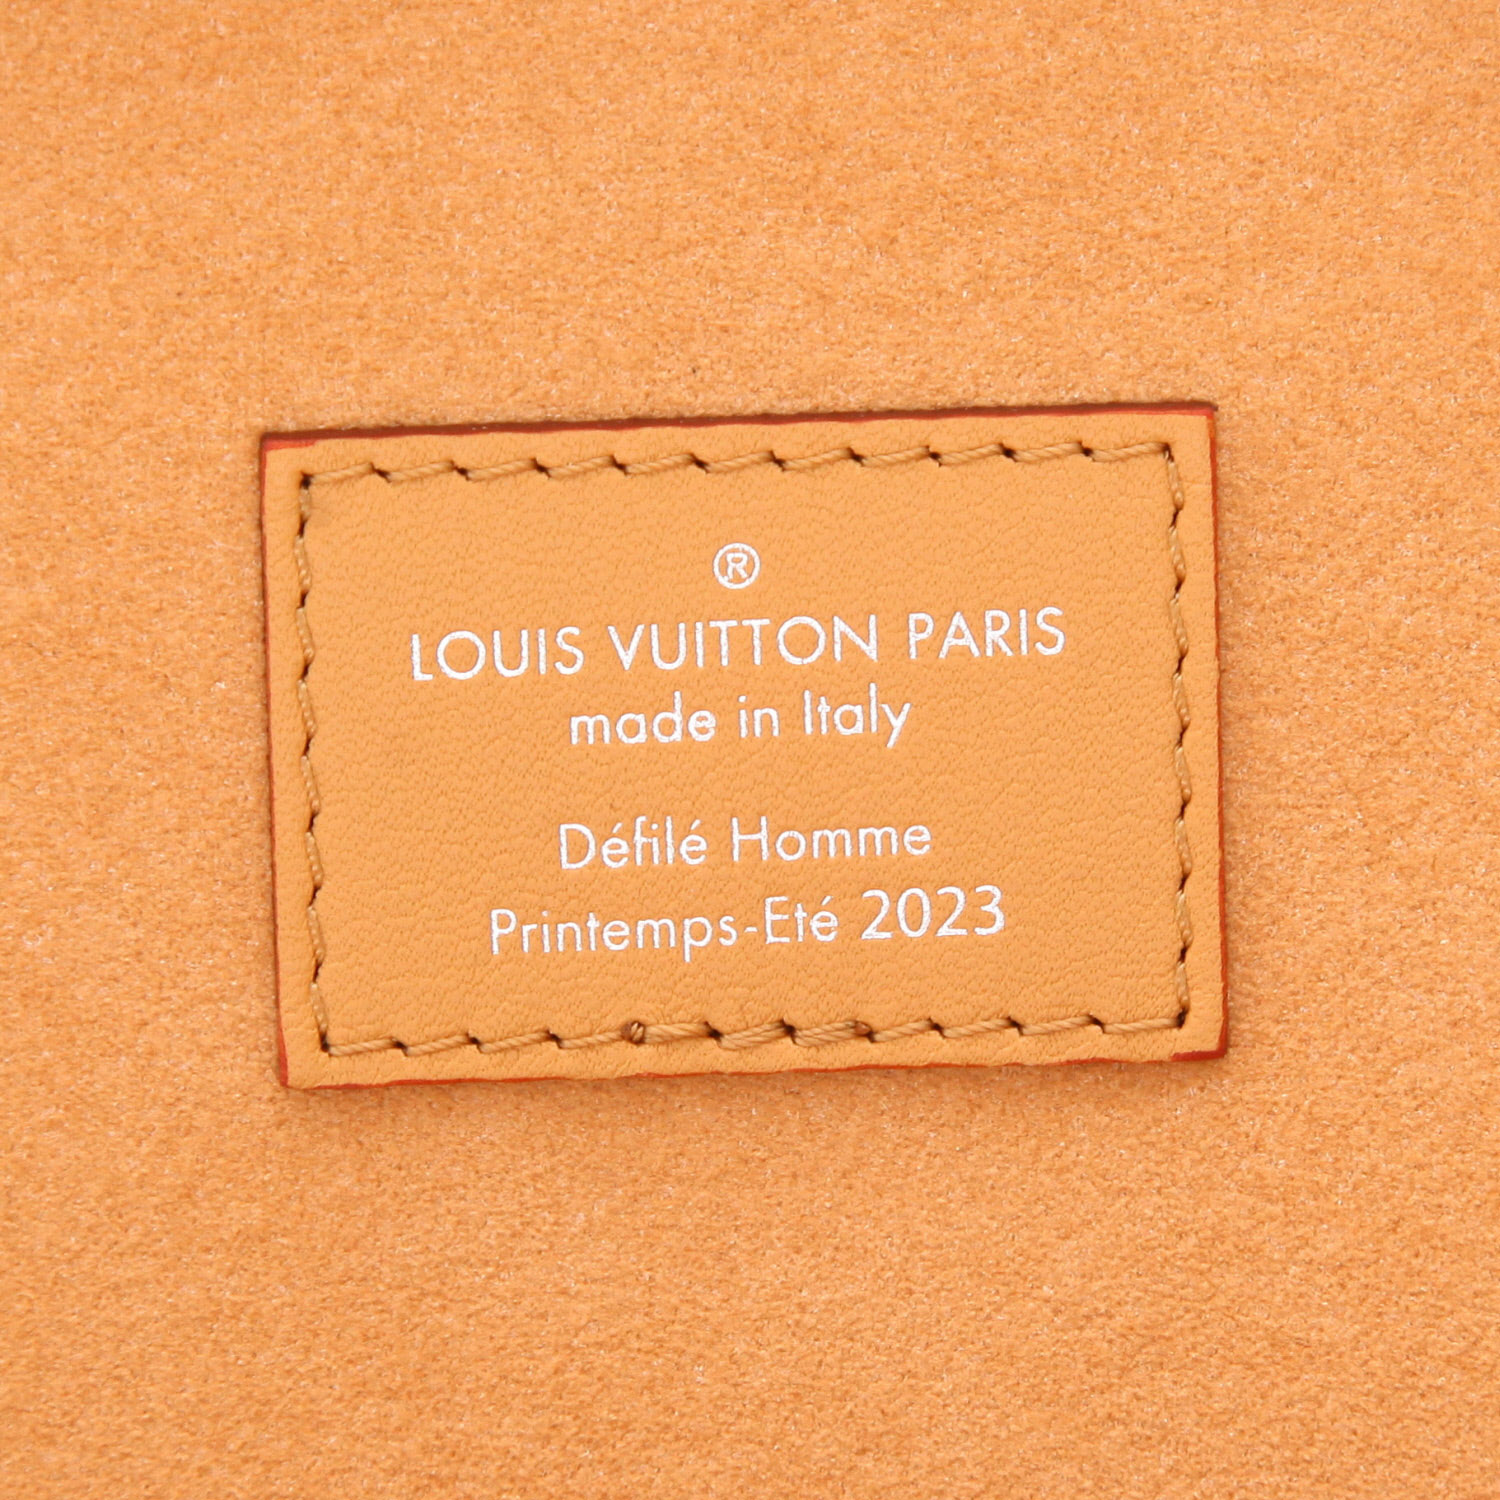 ®
LOUIS VUITTON PARIS
made in Italy
Défilé Homme
Printemps-Eté 2023